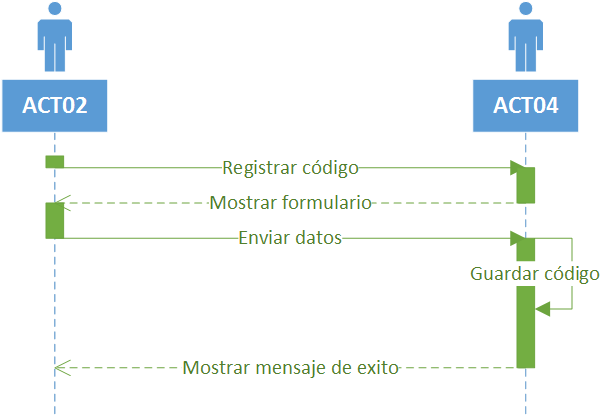 ACT02
ACT04
Registrar código
Mostrar formulario
Enviar datos
Guardar código
Mostrar mensaje de exito